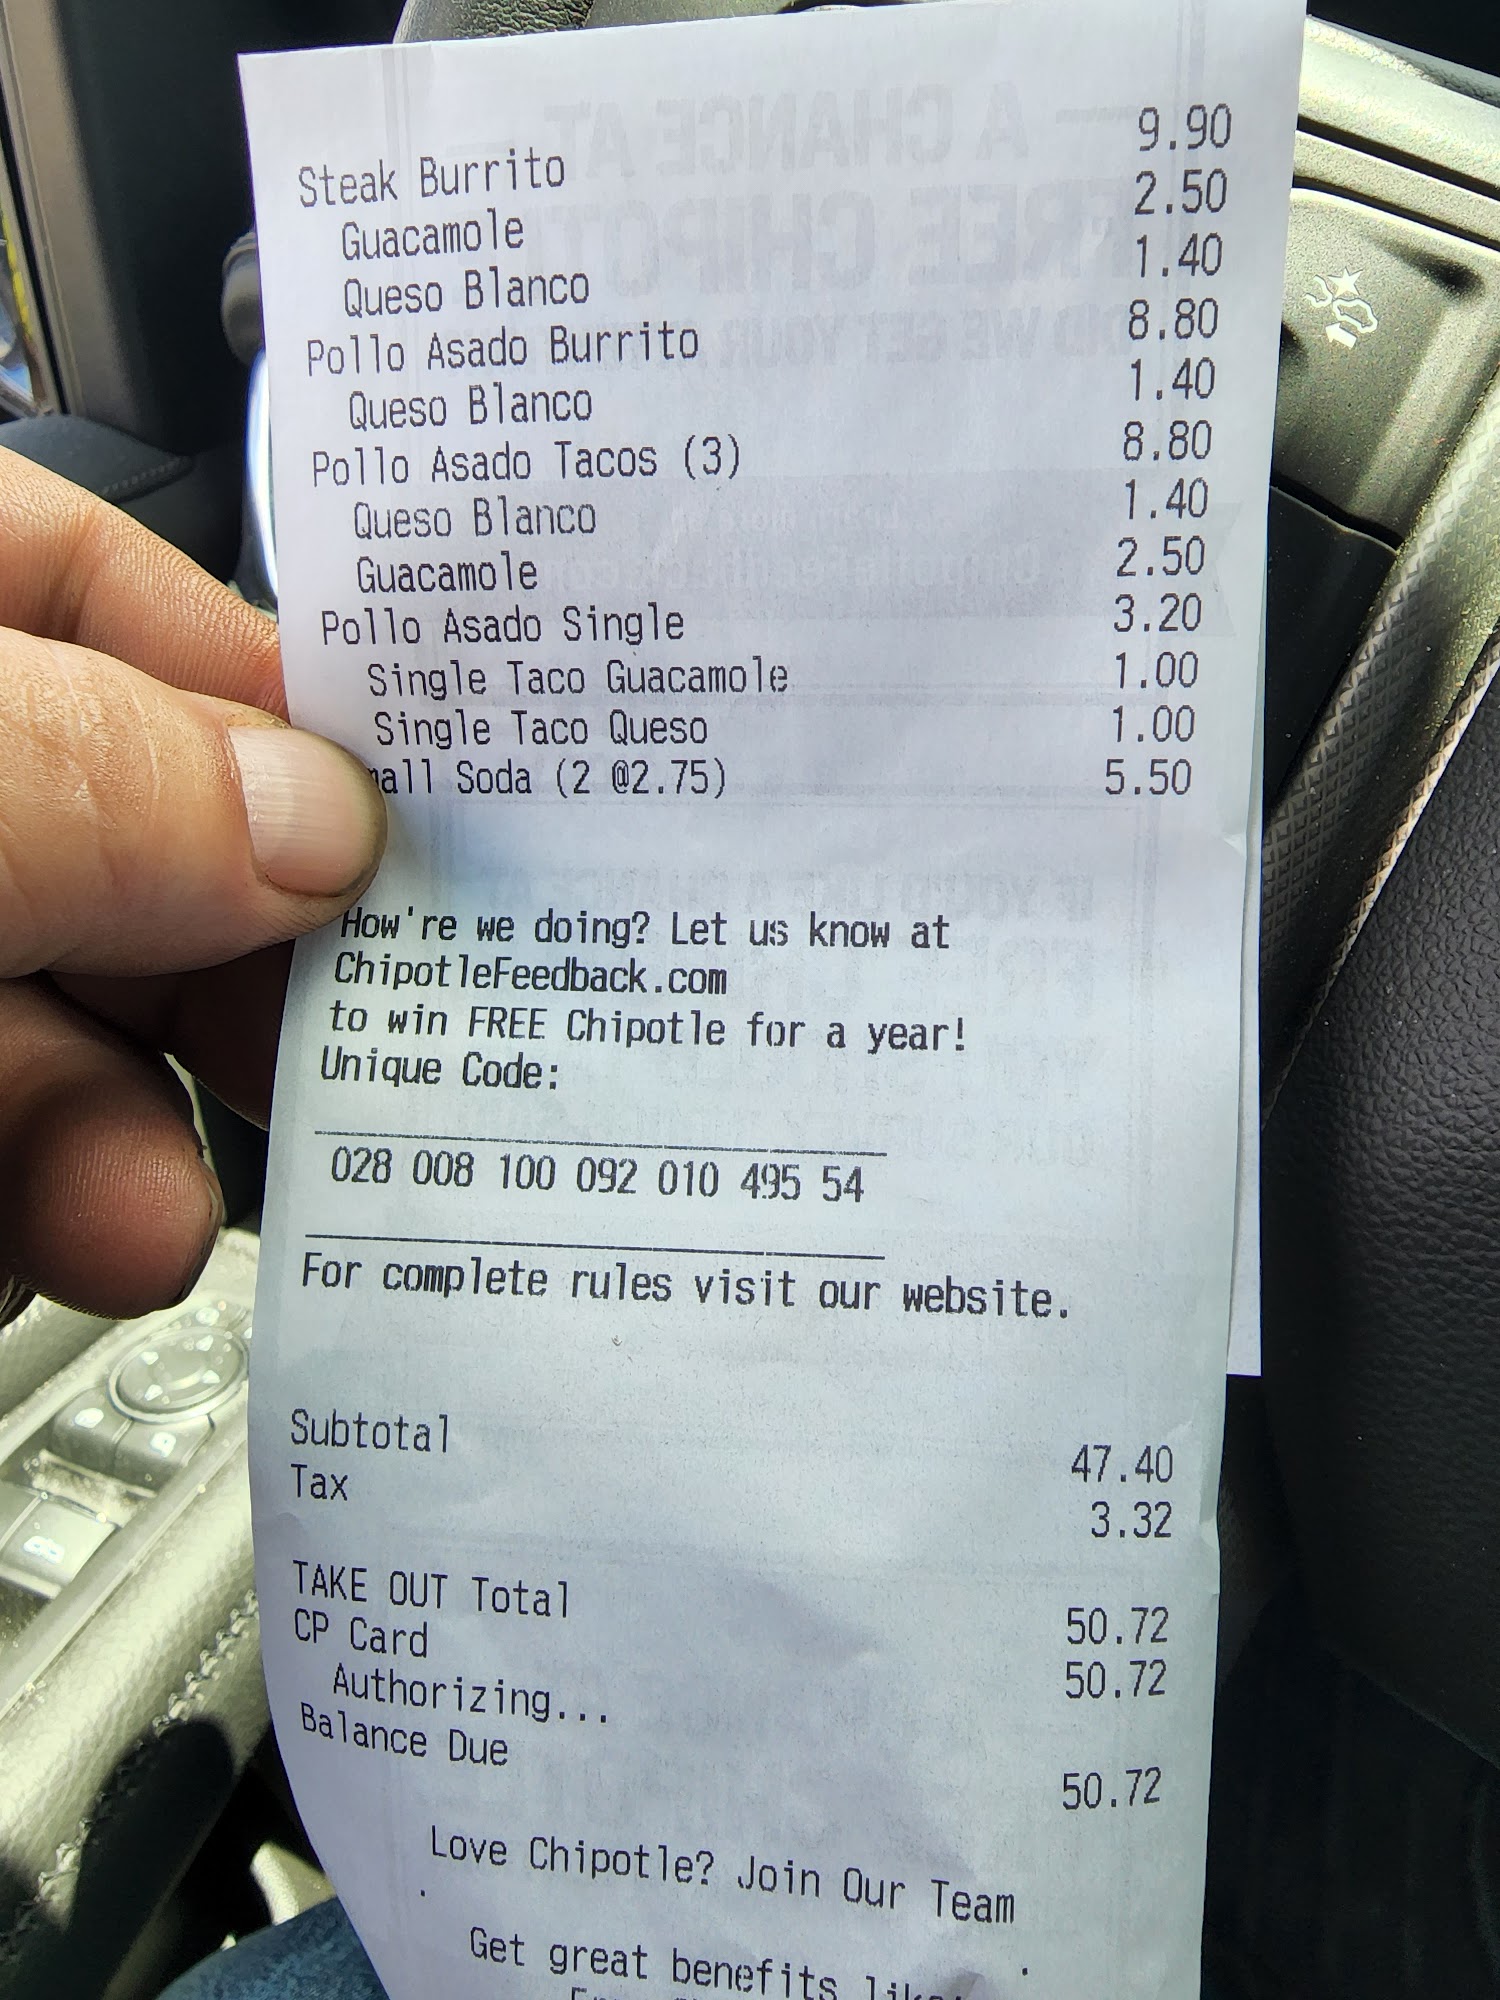 Steak Burrito 9.90
Guacamole 2.50
Queso Blanco 1.40
Pollo Asado Burrito 8.80
Queso Blanco 1.40
Pollo Asado Tacos (3) 8.80
Queso Blanco 1.40
Guacamole 2.50
Pollo Asado Single 3.20
Single Taco Guacamole 1.00
Single Taco Queso 1.00
mall Soda (2 @2.75) 5.50
How're we doing? Let us know at
ChipotleFeedback.com
to win FREE Chipotle for a year!
Unique Code:
028 008 100 092 010 495 54
For complete rules visit our website.
Subtotal 47.40
Tax 3.32
TAKE OUT Total 50.72
CP Card 50.72
Authorizing...
Balance Due 50.72
Love Chipotle? Join Our Team
Get great benefits like